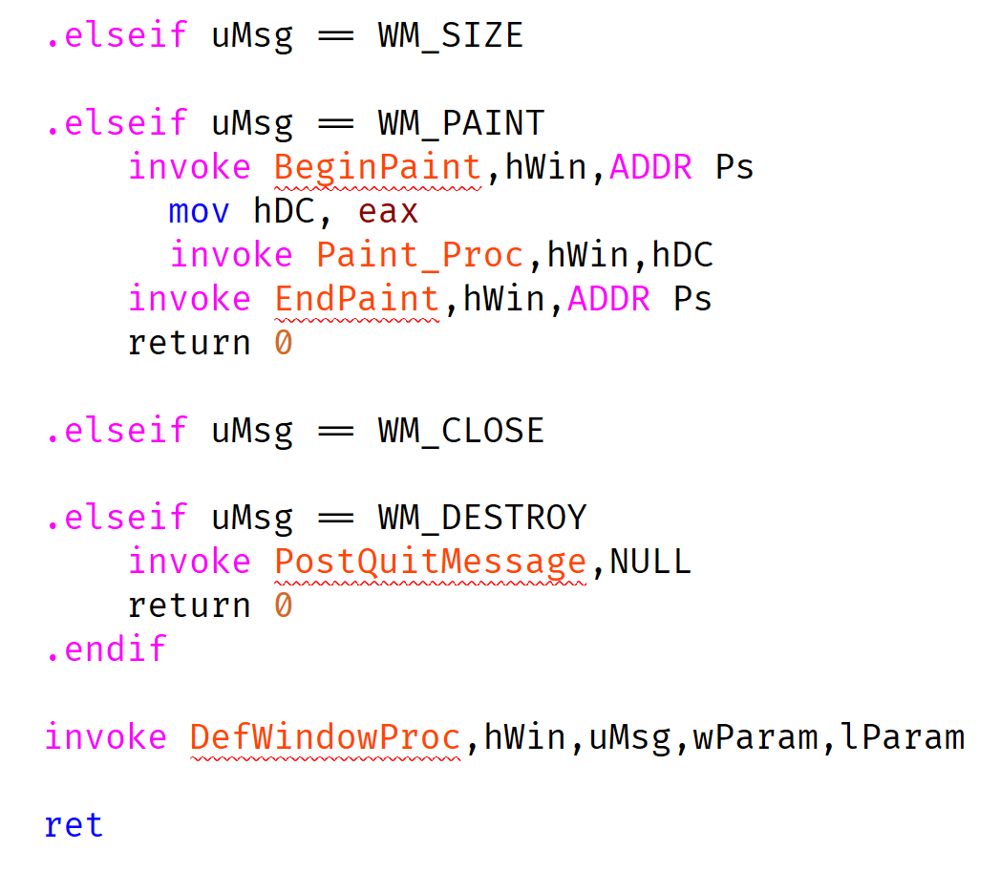 .elseif uMsg == WM_SIZE
.elseif uMsg == WM_PAINT
invoke BeginPaint,hWin,ADDR Ps
mov hDC, eax
invoke Paint_Proc,hWin,hDC
invoke EndPaint,hWin,ADDR Ps
return 0
.elseif uMsg == WM_CLOSE
.elseif uMsg == WM_DESTROY
invoke PostQuitMessage,NULL
return 0
.endif
invoke DefWindowProc,hWin,uMsg,wParam,lParam
ret